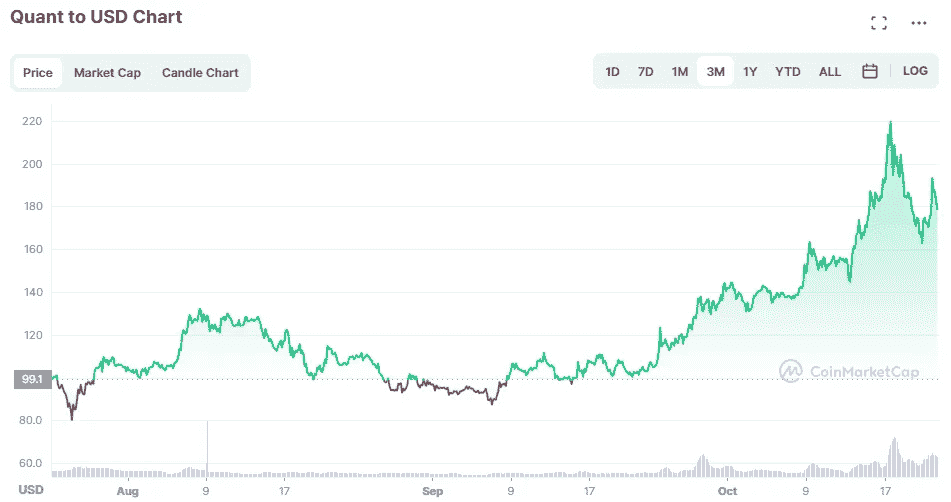 Quant to USD Chart
Price Market Cap Candle Chart
1D 7D 1M 3M 1Y YTD ALL LOG
220
200
180
160
140
120
99.1
80.0
60.0
CoinMarketCap
USD Aug 9 17 Sep 9 17 Oct 9 17